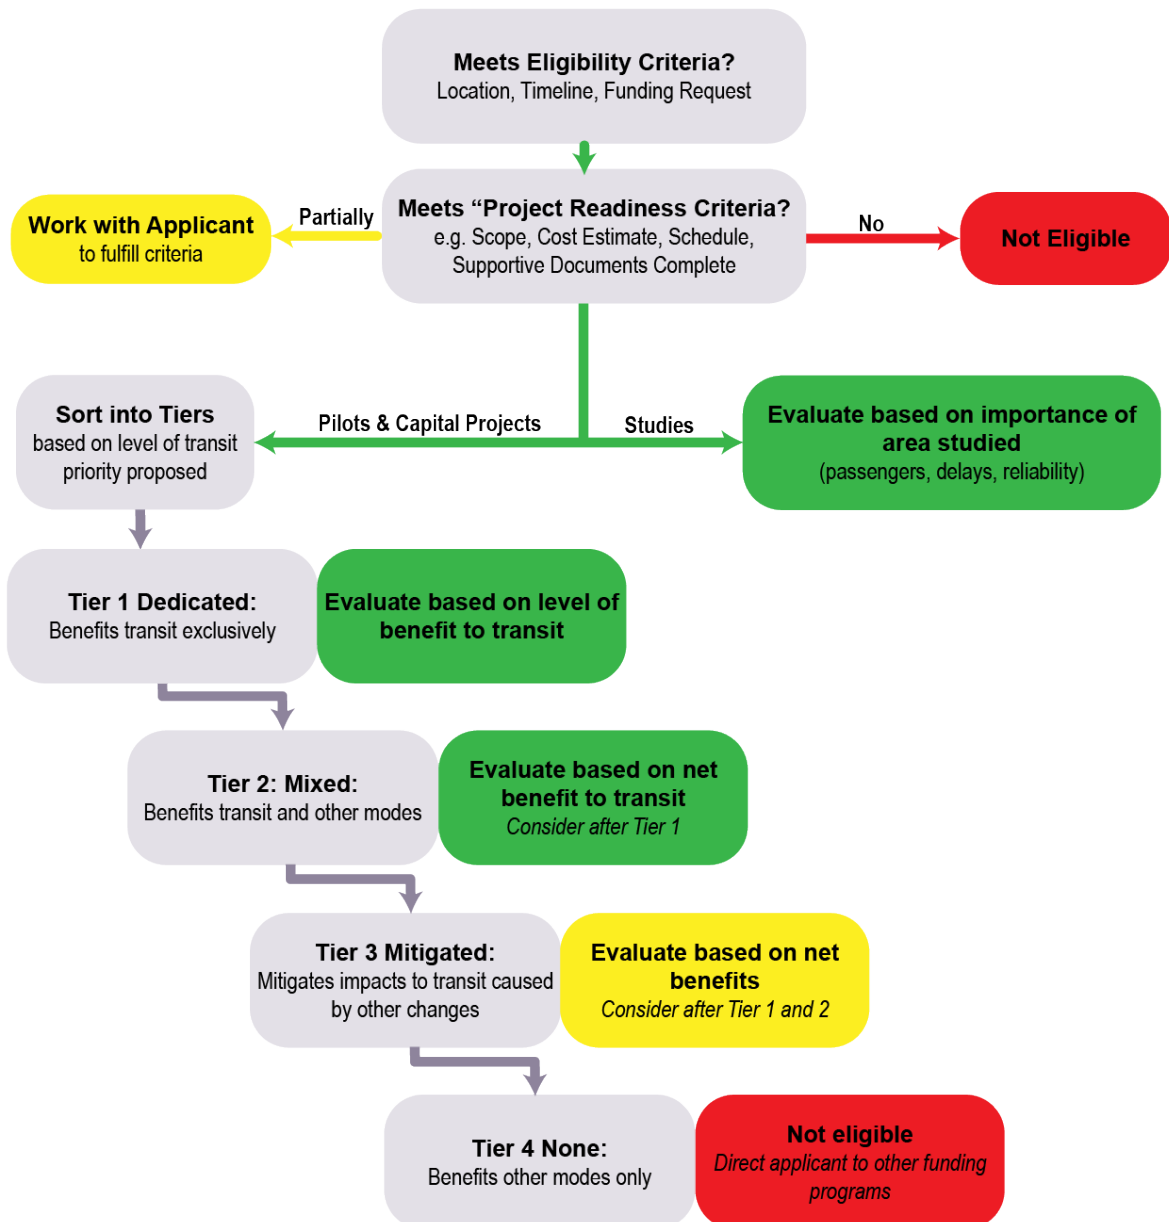 Meets Eligibility Criteria?
Location, Timeline, Funding Request
Partially
Work with Applicant
to fulfill criteria
Meets “Project Readiness Criteria?
e.g. Scope, Cost Estimate, Schedule,
Supportive Documents Complete
No
Not Eligible
Sort into Tiers
based on level of transit
priority proposed
Pilots & Capital Projects
Studies
Evaluate based on importance of
area studied
(passengers, delays, reliability)
Tier 1 Dedicated:
Benefits transit exclusively
Evaluate based on level of
benefit to transit
Tier 2: Mixed:
Benefits transit and other modes
Evaluate based on net
benefit to transit
Consider after Tier 1
Tier 3 Mitigated:
Mitigates impacts to transit caused
by other changes
Evaluate based on net
benefits
Consider after Tier 1 and 2
Tier 4 None:
Benefits other modes only
Not eligible
Direct applicant to other funding
programs